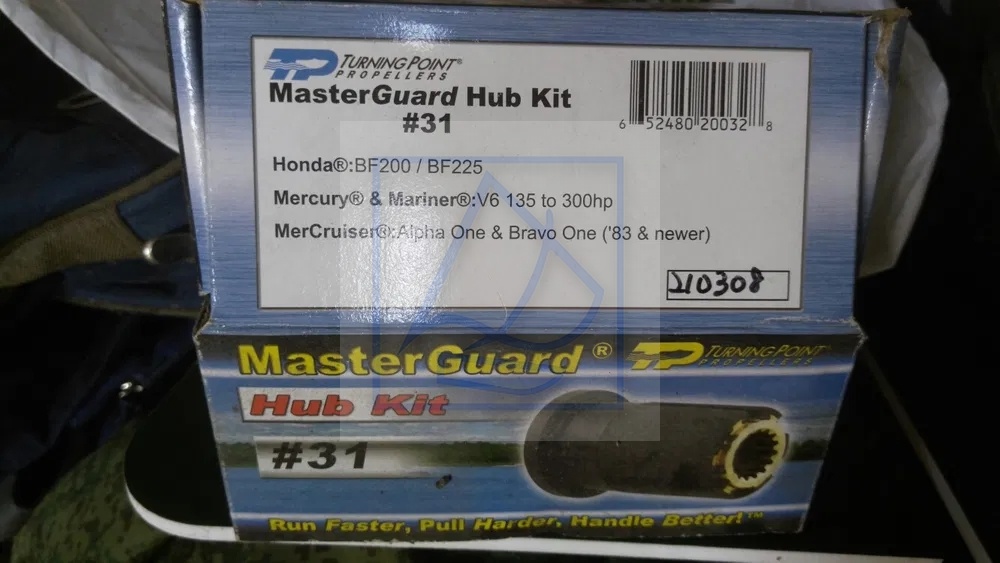 TURNING POINT®
PROPELLERS
MasterGuard Hub Kit
#31
6 52480 20032 8
Honda®:BF200 / BF225
Mercury® & Mariner®:V6 135 to 300hp
MerCruiser®:Alpha One & Bravo One ('83 & newer)
210308
MasterGuard®
TURNING POINT®
PROPELLERS
Hub Kit
#31
Run Faster, Pull Harder, Handle Better!™